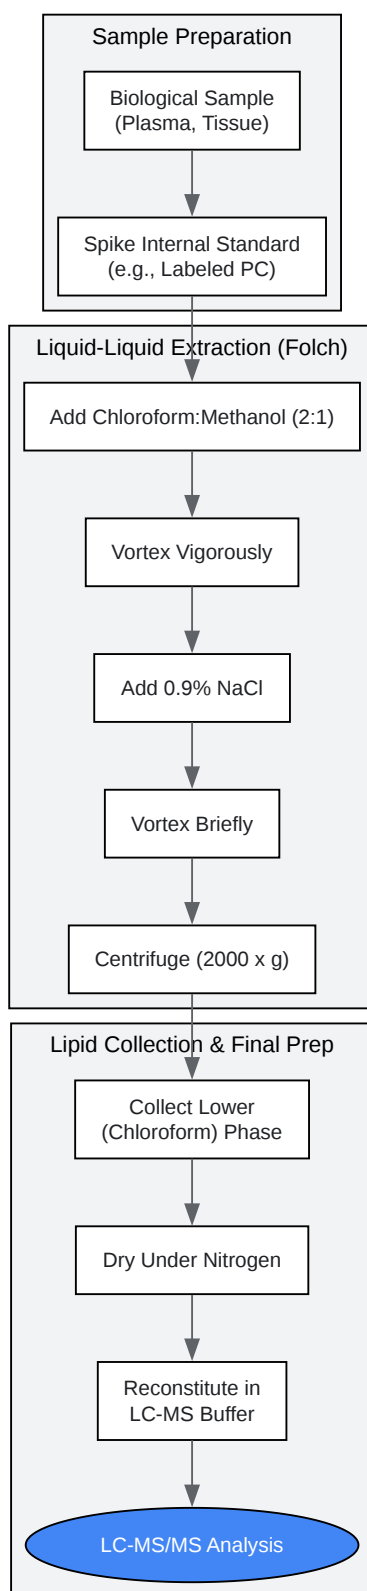 Sample Preparation
Biological Sample
(Plasma, Tissue)
Spike Internal Standard
(e.g., Labeled PC)
Liquid-Liquid Extraction (Folch)
Add Chloroform:Methanol (2:1)
Vortex Vigorously
Add 0.9% NaCl
Vortex Briefly
Centrifuge (2000 x g)
Lipid Collection & Final Prep
Collect Lower
(Chloroform) Phase
Dry Under Nitrogen
Reconstitute in
LC-MS Buffer
LC-MS/MS Analysis